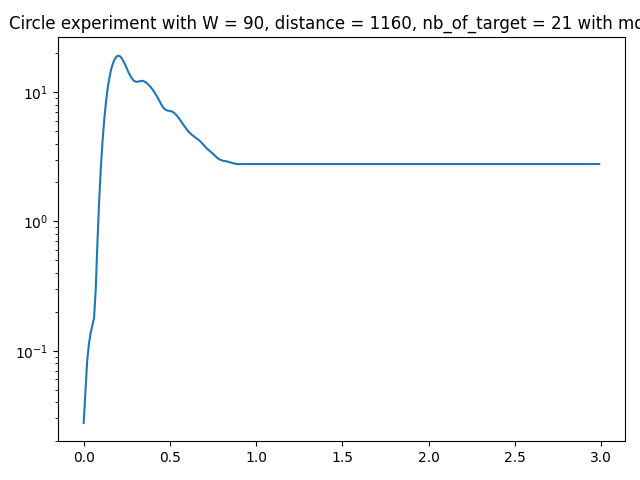 Circle experiment with W = 90, distance = 1160, nb_of_target = 21 with mo
10¹
10⁰
10⁻¹
0.0 0.5 1.0 1.5 2.0 2.5 3.0